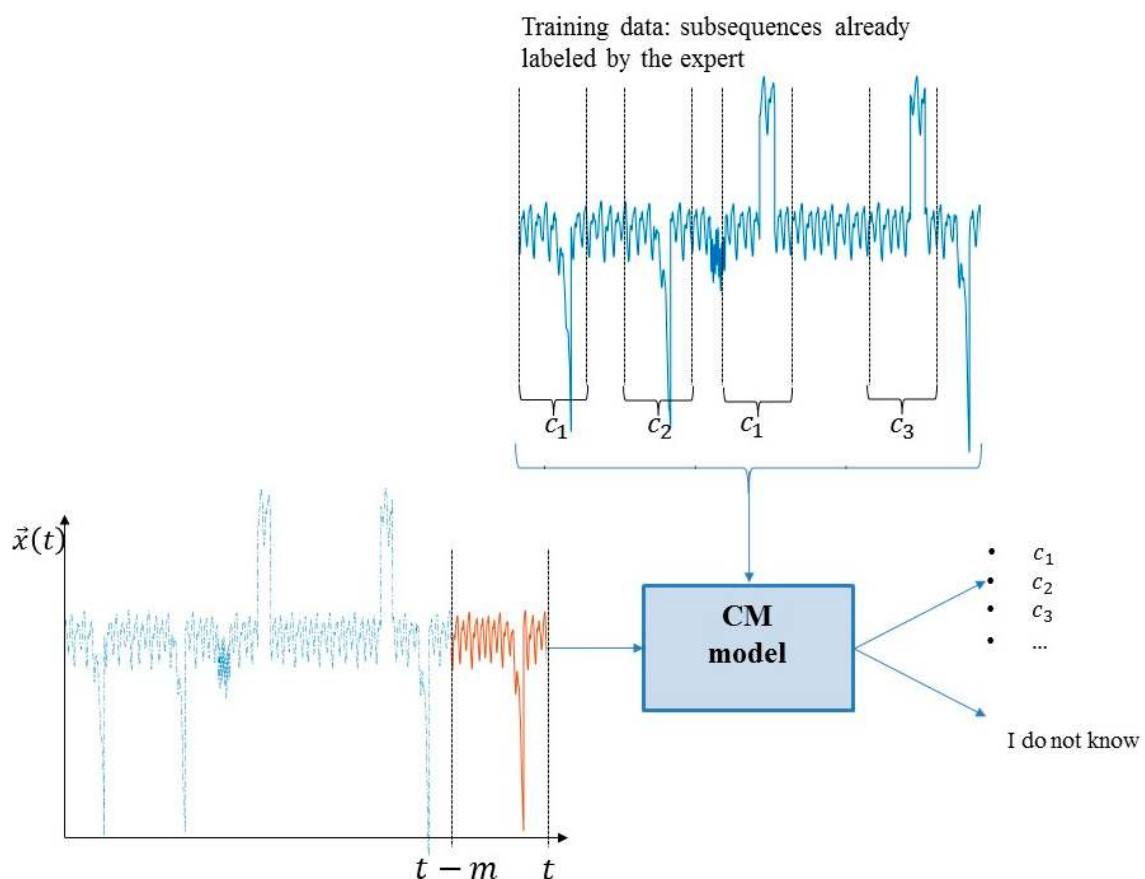 Training data: subsequences already
labeled by the expert
c₁
c₂
c₁
c₃
x⃗(t)
CM
model
• c₁
• c₂
• c₃
• ...
I do not know
t − m
t